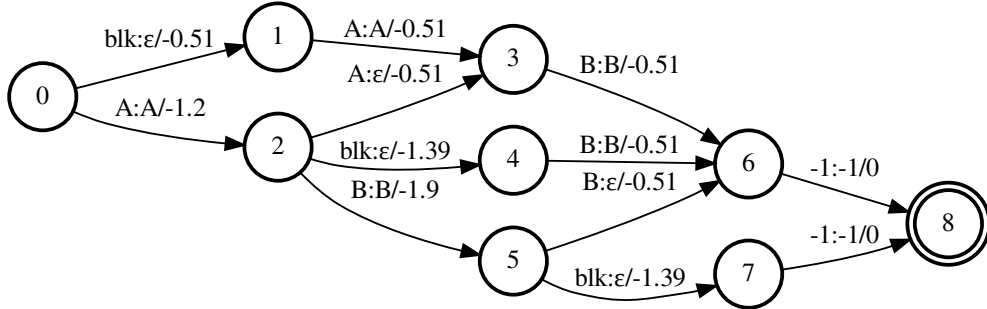 blk:ε/-0.51
1
A:A/-0.51
3
A:ε/-0.51
B:B/-0.51
0
A:A/-1.2
2
blk:ε/-1.39
4
B:B/-0.51
6
-1:-1/0
B:B/-1.9
B:ε/-0.51
8
5
-1:-1/0
blk:ε/-1.39
7